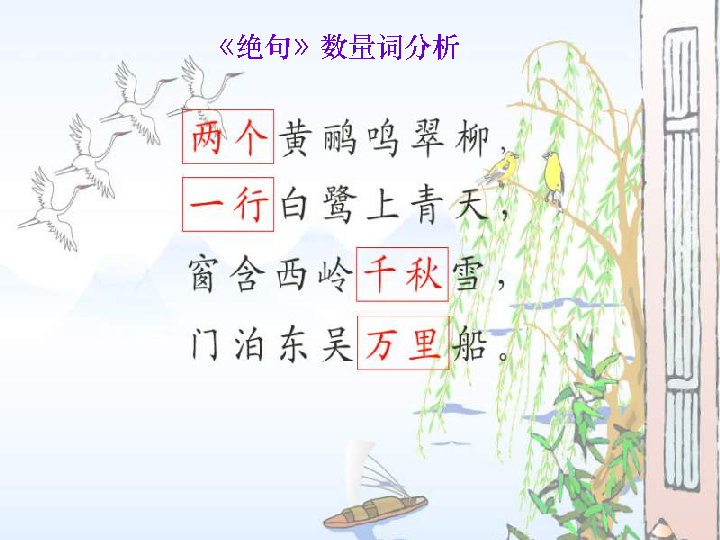 《绝句》数量词分析
两个黄鹂鸣翠柳，
一行白鹭上青天，
窗含西岭千秋雪，
门泊东吴万里船。